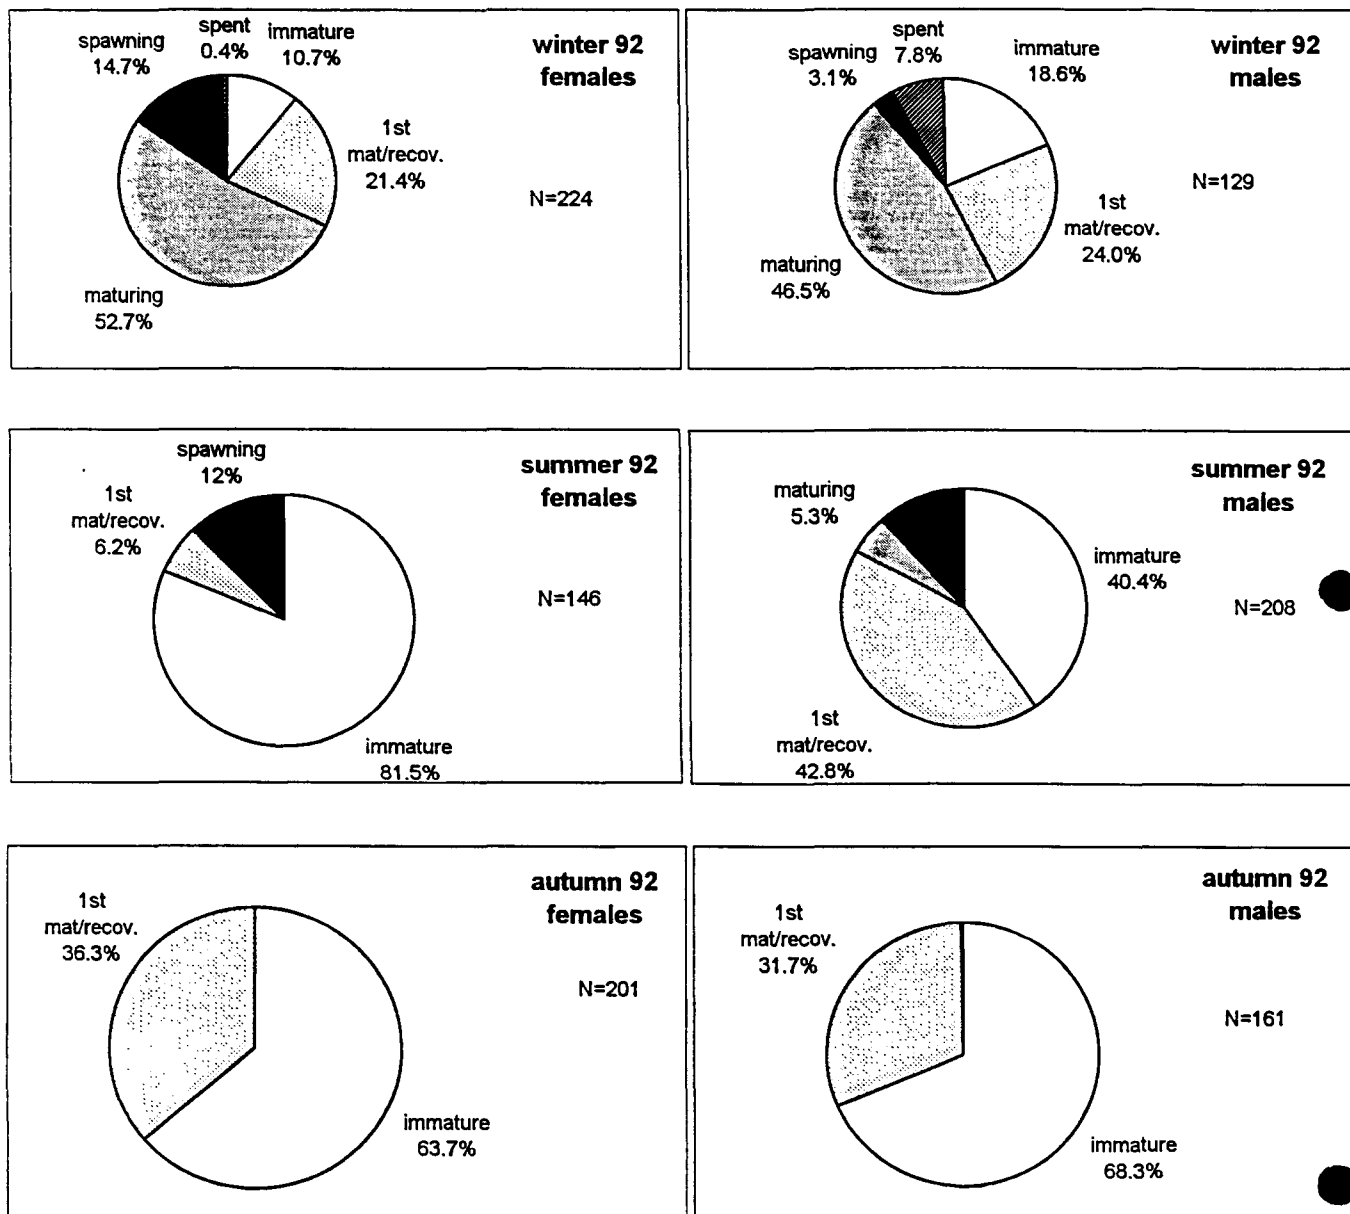 spawning
14.7%
spent
0.4%
immature
10.7%
winter 92
females
1st
mat/recov.
21.4%
N=224
maturing
52.7%
spawning
3.1%
spent
7.8%
immature
18.6%
winter 92
males
N=129
1st
mat/recov.
24.0%
maturing
46.5%
spawning
12%
summer 92
females
1st
mat/recov.
6.2%
N=146
immature
81.5%
summer 92
males
maturing
5.3%
immature
40.4%
N=208
1st
mat/recov.
42.8%
autumn 92
females
1st
mat/recov.
36.3%
N=201
immature
63.7%
autumn 92
males
1st
mat/recov.
31.7%
N=161
immature
68.3%